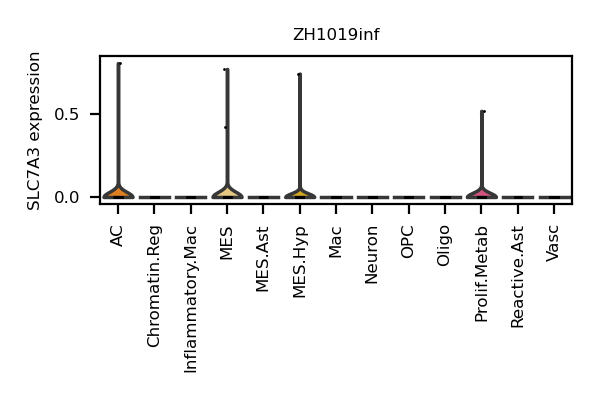 ZH1019inf
SLC7A3 expression
0.5
0.0
AC
Chromatin.Reg
Inflammatory.Mac
MES
MES.Ast
MES.Hyp
Mac
Neuron
OPC
Oligo
Prolif.Metab
Reactive.Ast
Vasc